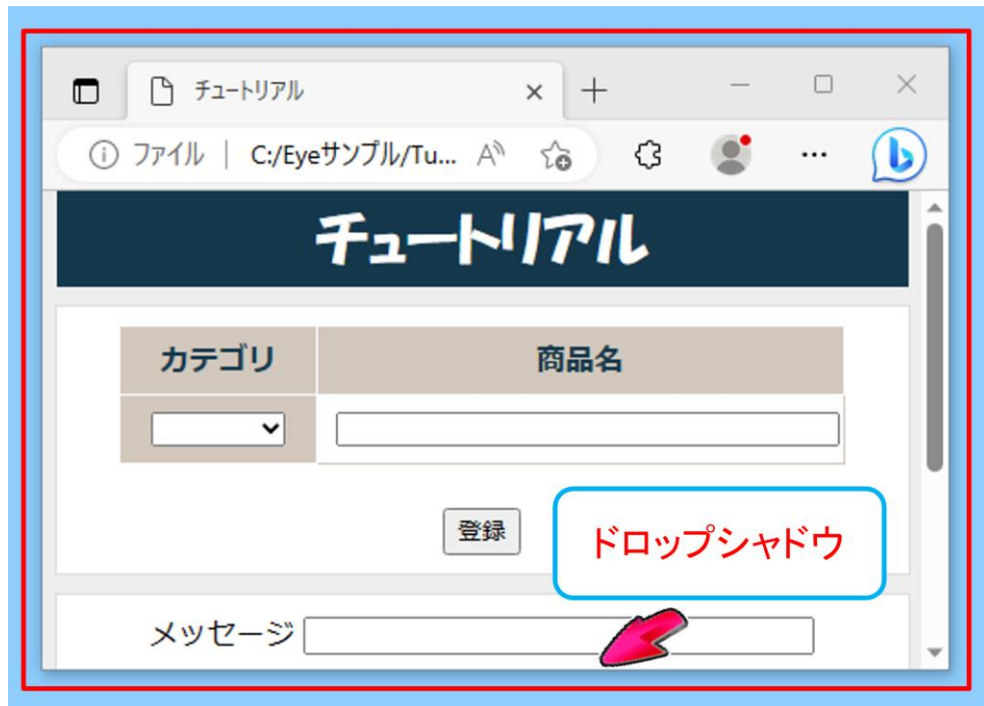 チュートリアル
ファイル | C:/Eyeサンプル/Tu...
チュートリアル
カテゴリ 商品名
登録
ドロップシャドウ
メッセージ